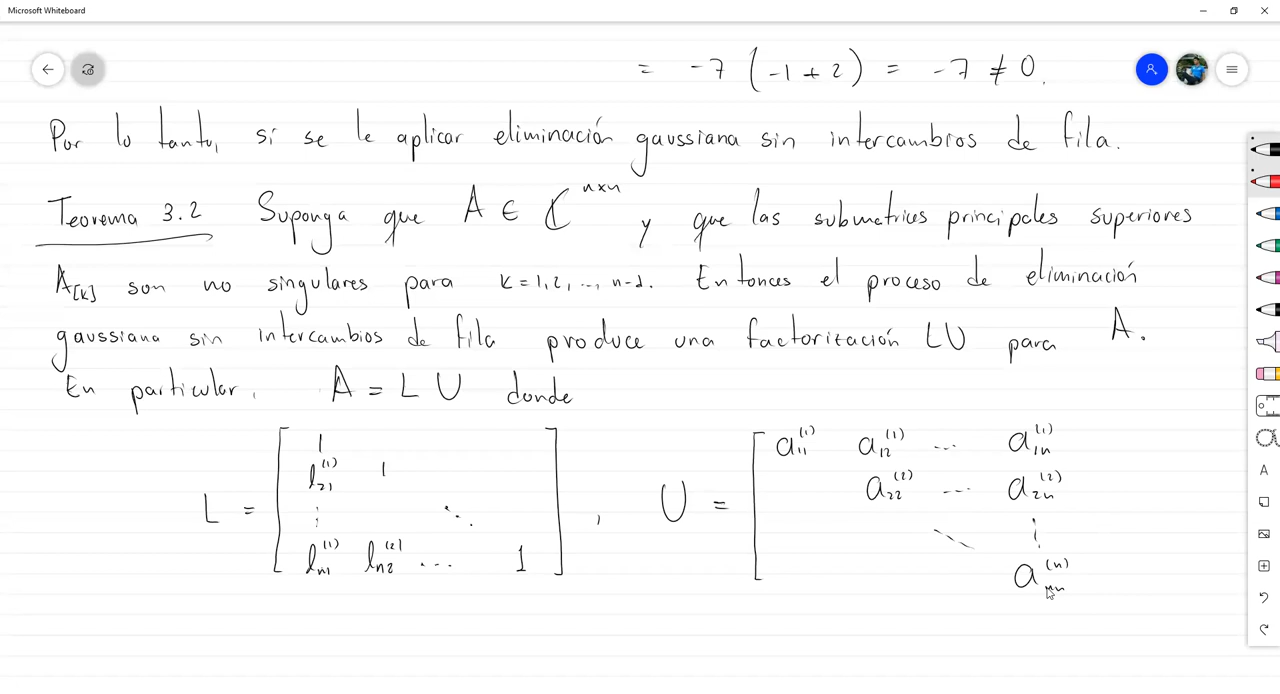 Microsoft Whiteboard
= -7 (-1 + 2) = -7 ≠ 0.
Por lo tanto, sí se le aplicar eliminación gaussiana sin intercambios de fila.
Teorema 3.2 Suponga que A ∈ ℂ^{n×n} y que las submatrices principales superiores
A_{[k]} son no singulares para k = 1, 2, ..., n-1. Entonces el proceso de eliminación
gaussiana sin intercambios de fila produce una factorización LU para A.
En particular, A = L U donde
L = [ 1
l_{21}^{(1)} 1
⋮ ⋱
l_{n1}^{(1)} l_{n2}^{(2)} ... 1 ] , U = [ a_{11}^{(1)} a_{12}^{(1)} ... a_{1n}^{(1)}
a_{22}^{(2)} ... a_{2n}^{(2)}
⋱ ⋮
a_{nn}^{(n)}
A